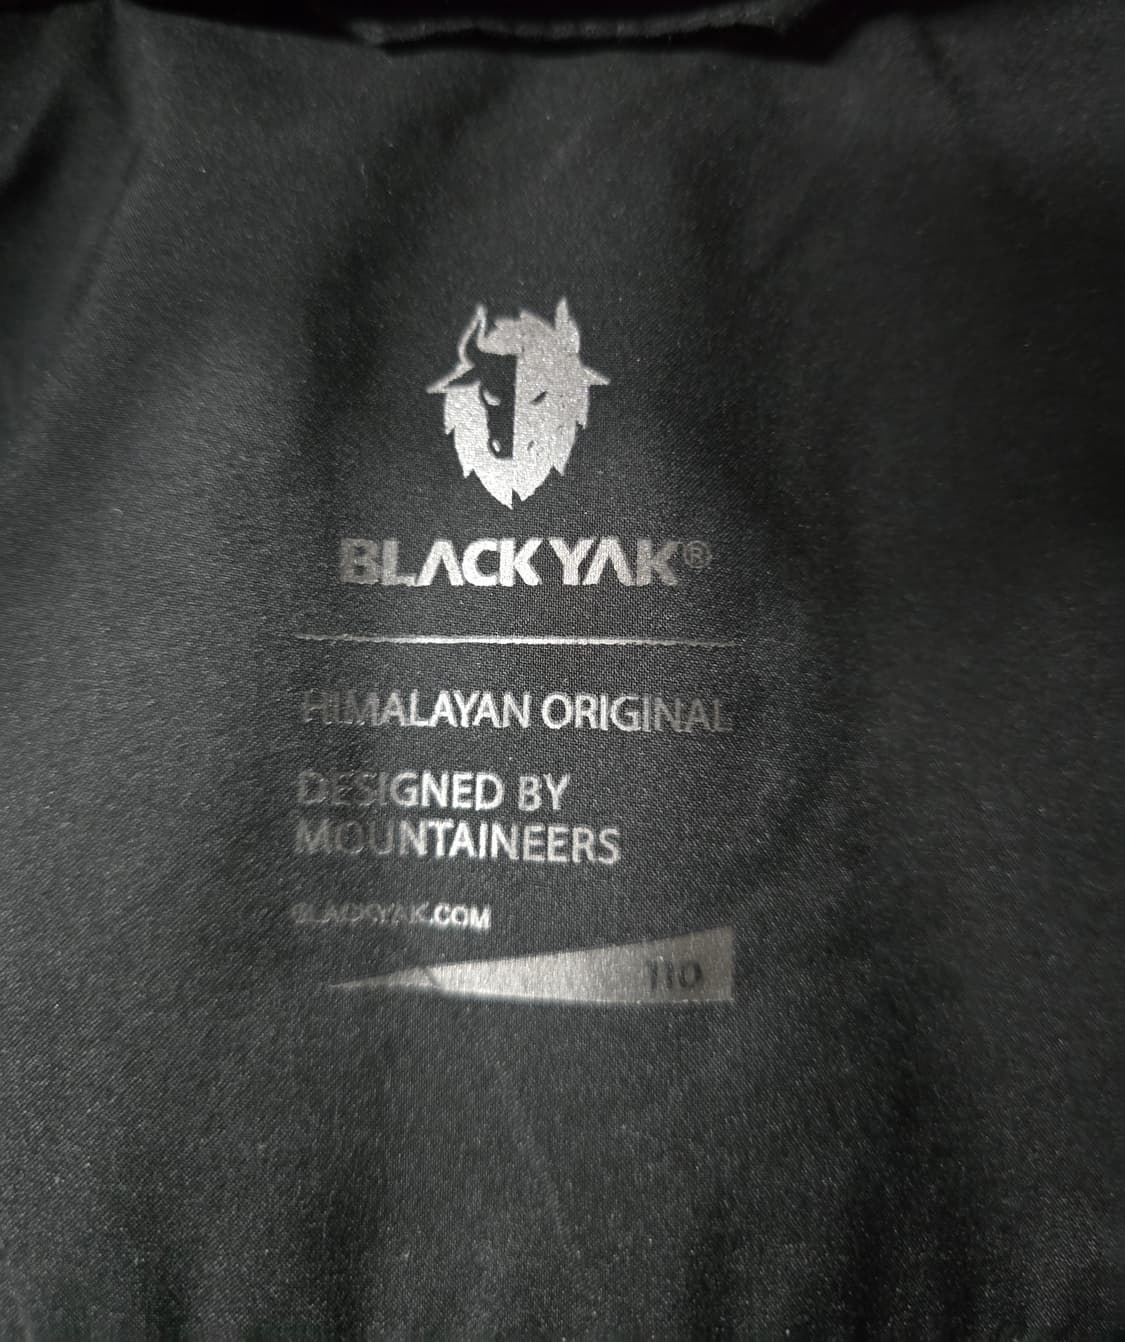 BLACKYAK®
HIMALAYAN ORIGINAL
DESIGNED BY
MOUNTAINEERS
BLACKYAK.COM
110